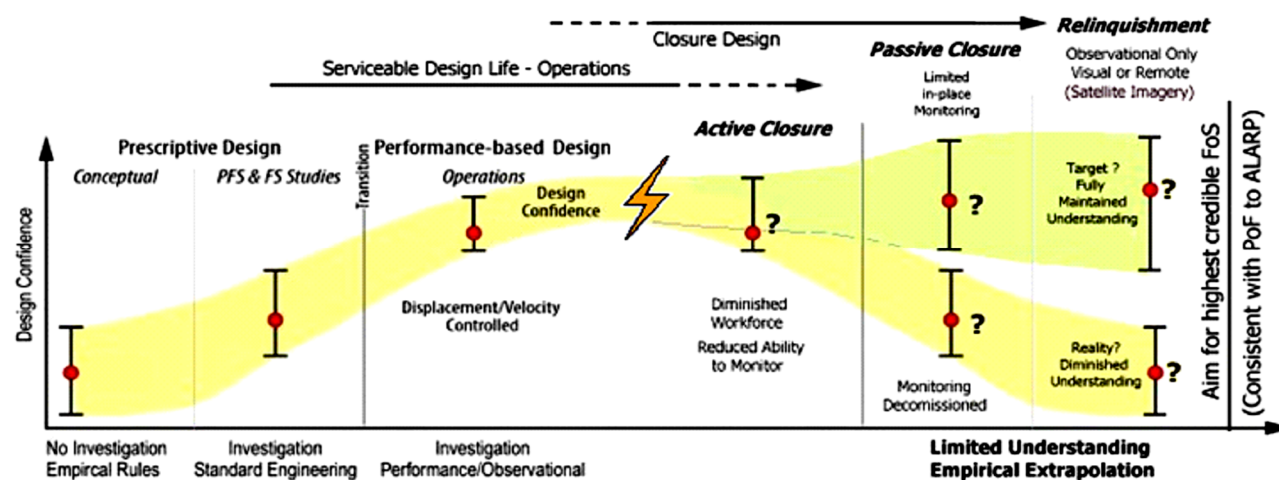 Relinquishment
Closure Design
Passive Closure
Observational Only
Visual or Remote
(Satellite Imagery)
Serviceable Design Life - Operations
Limited
in-place
Monitoring
Active Closure
Prescriptive Design
Performance-based Design
Conceptual
PFS & FS Studies
Transition
Operations
Design
Confidence
Target ?
Fully
Maintained
Understanding
?
?
?
Design Confidence
Displacement/Velocity
Controlled
Diminished
Workforce
Reduced Ability
to Monitor
?
Reality?
Diminished
Understanding
?
Monitoring
Decomissioned
Aim for highest credible FoS
(Consistent with PoF to ALARP)
No Investigation
Empircal Rules
Investigation
Standard Engineering
Investigation
Performance/Observational
Limited Understanding
Empirical Extrapolation